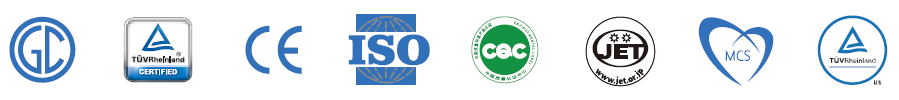 GC
TÜVRheinland®
CERTIFIED
CE
ISO
CQC
JET
www.jet.or.jp
MCS
TÜVRheinland
US